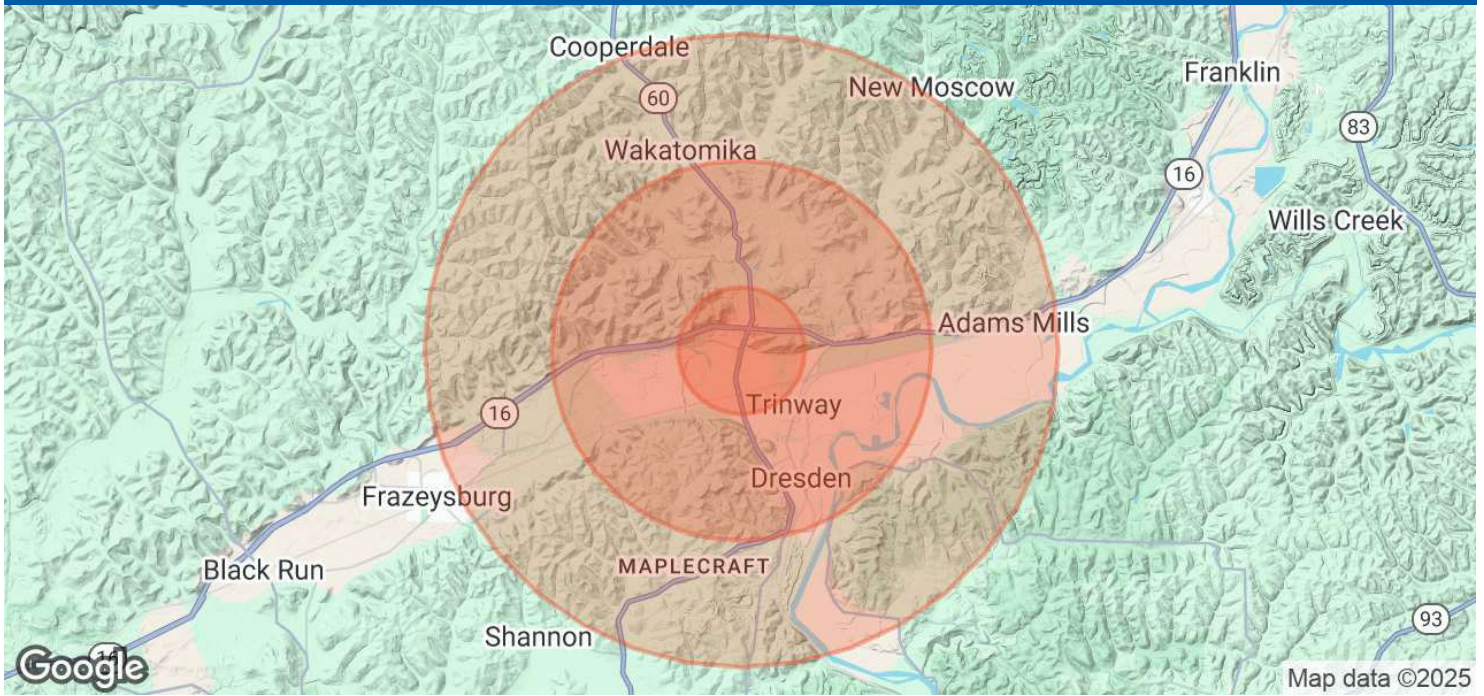 Cooperdale
60
New Moscow
Franklin
83
Wakatomika
16
Wills Creek
Adams Mills
Trinway
16
Dresden
Frazeysburg
MAPLECRAFT
Black Run
Shannon
93
16
Google
Map data ©2025